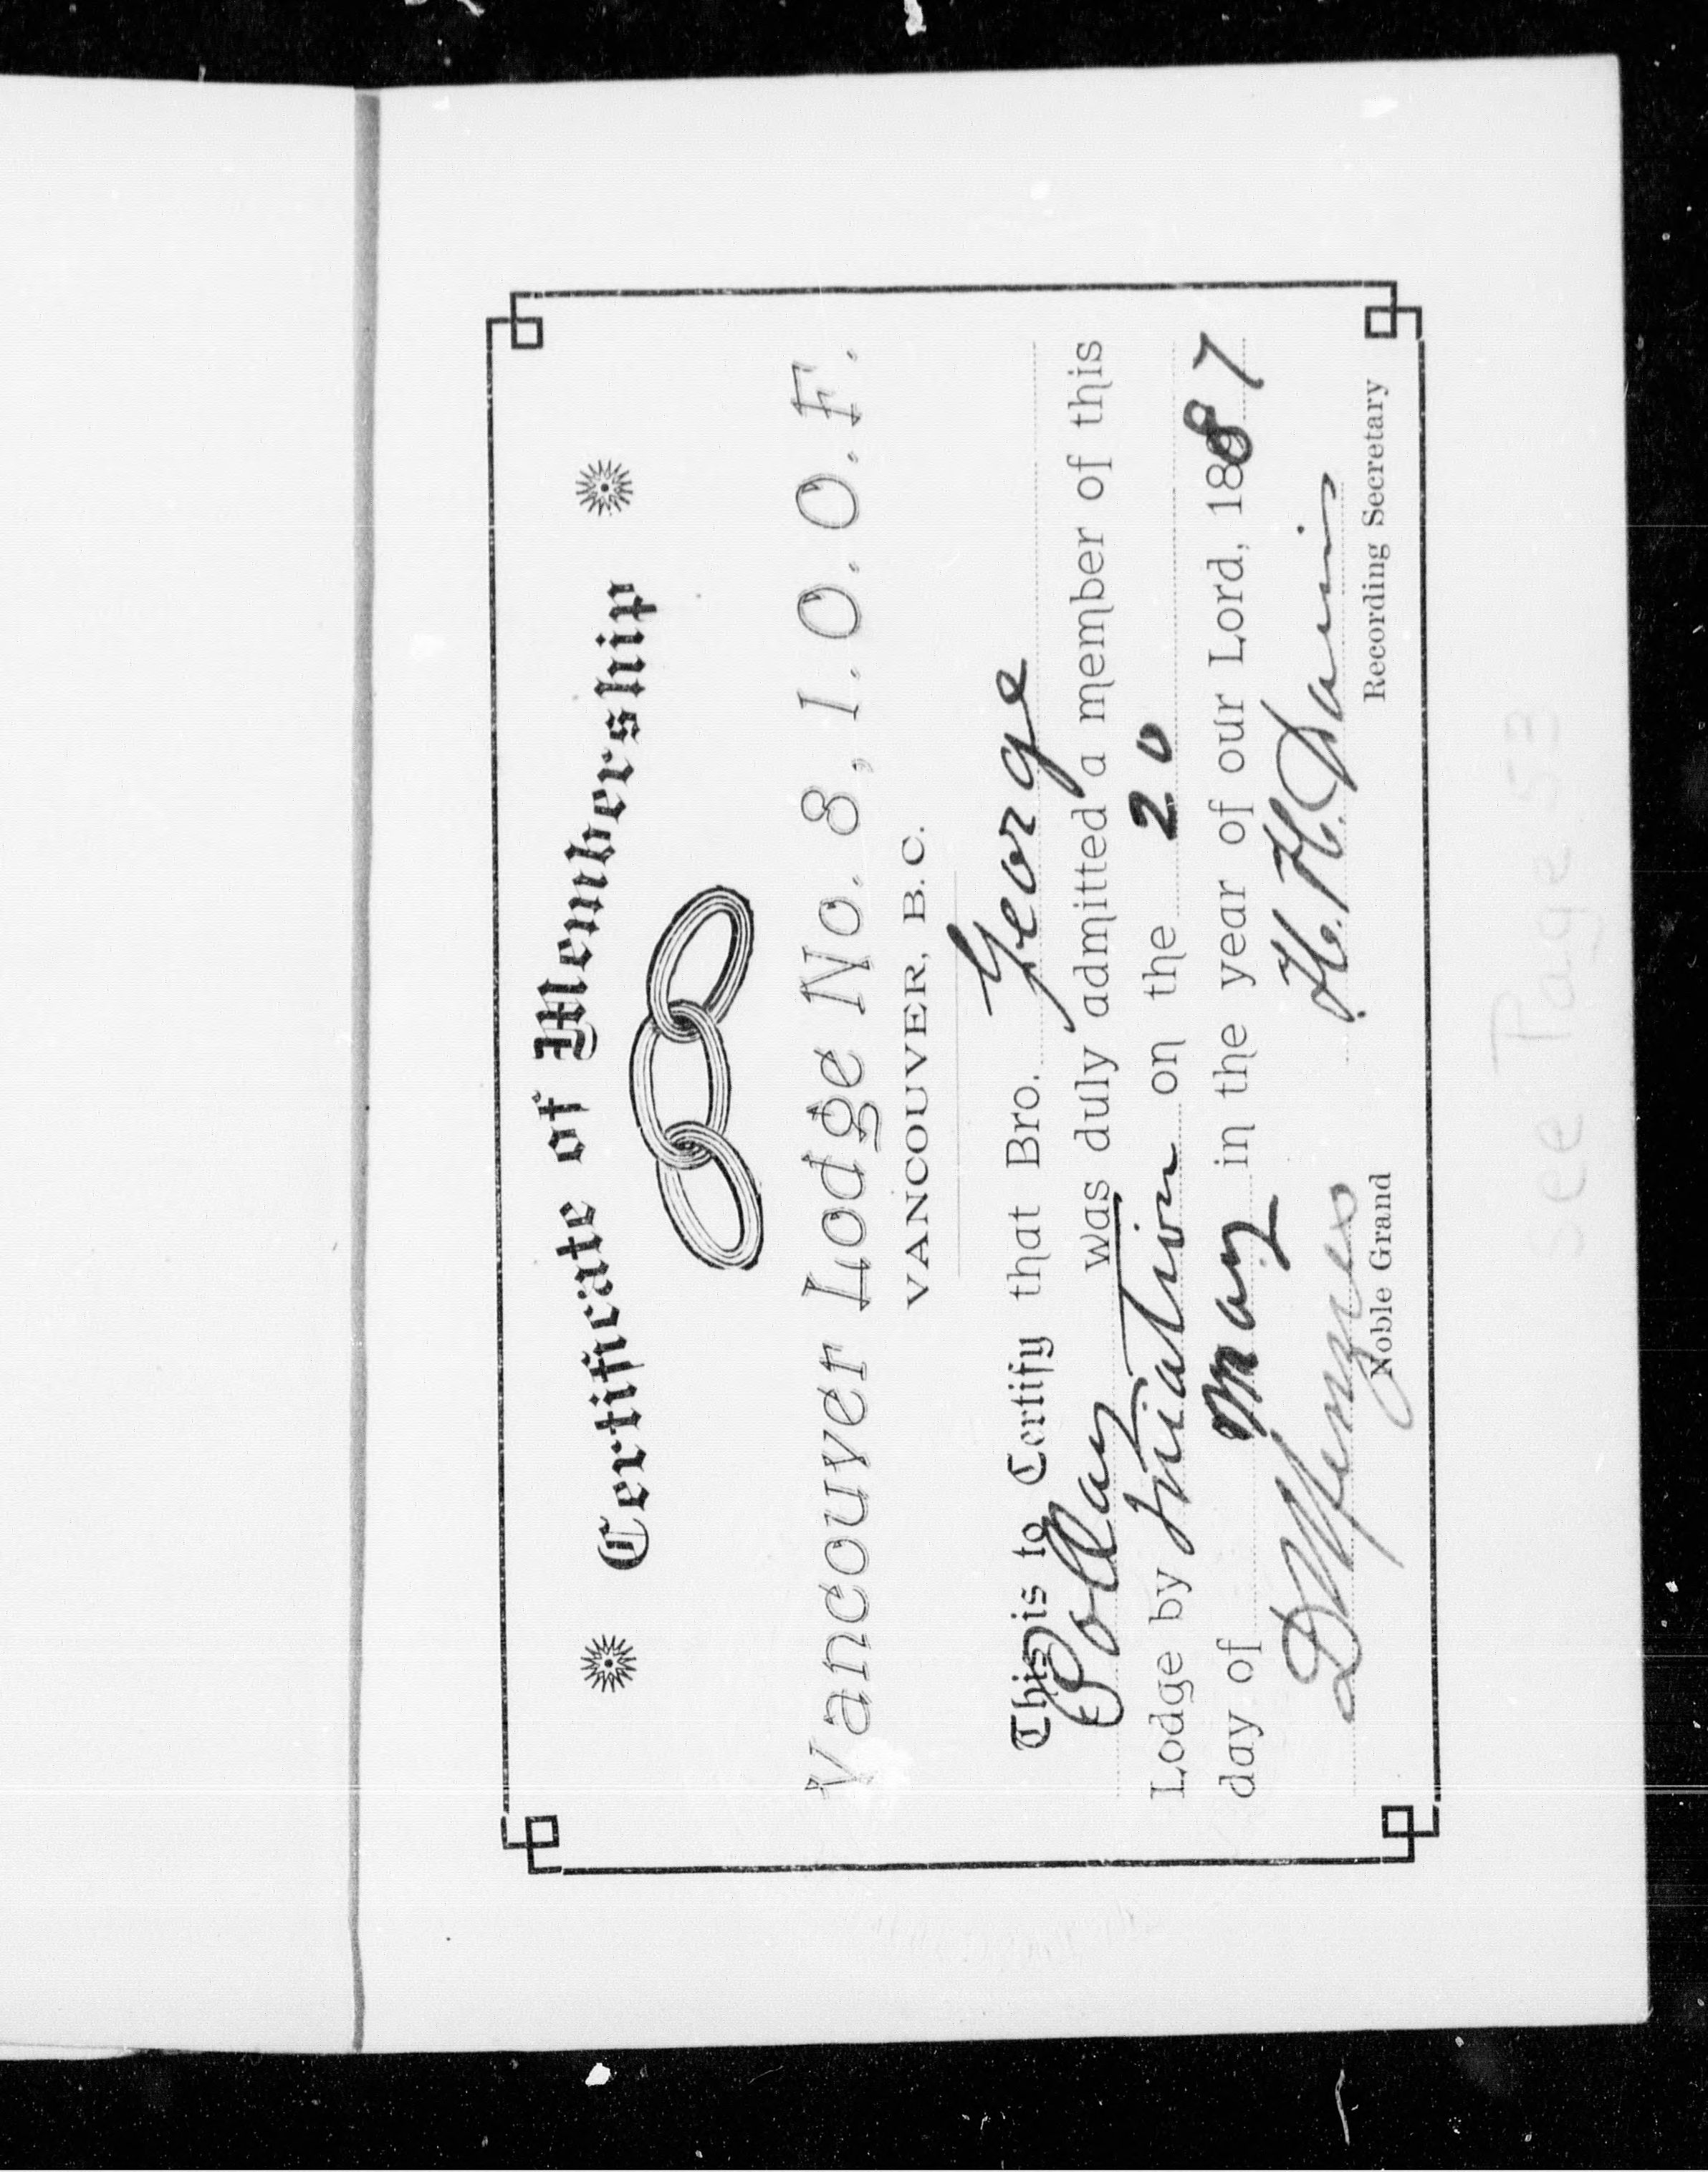 Certificate of Membership
Vancouver Lodge No. 8, I. O. O. F.
VANCOUVER, B. C.
This is to Certify that Bro. George
Pollay was duly admitted a member of this
Lodge by Initiation on the 20
day of May in the year of our Lord, 1887
D Menzies H. H. Davis
Noble Grand Recording Secretary
See Page 53